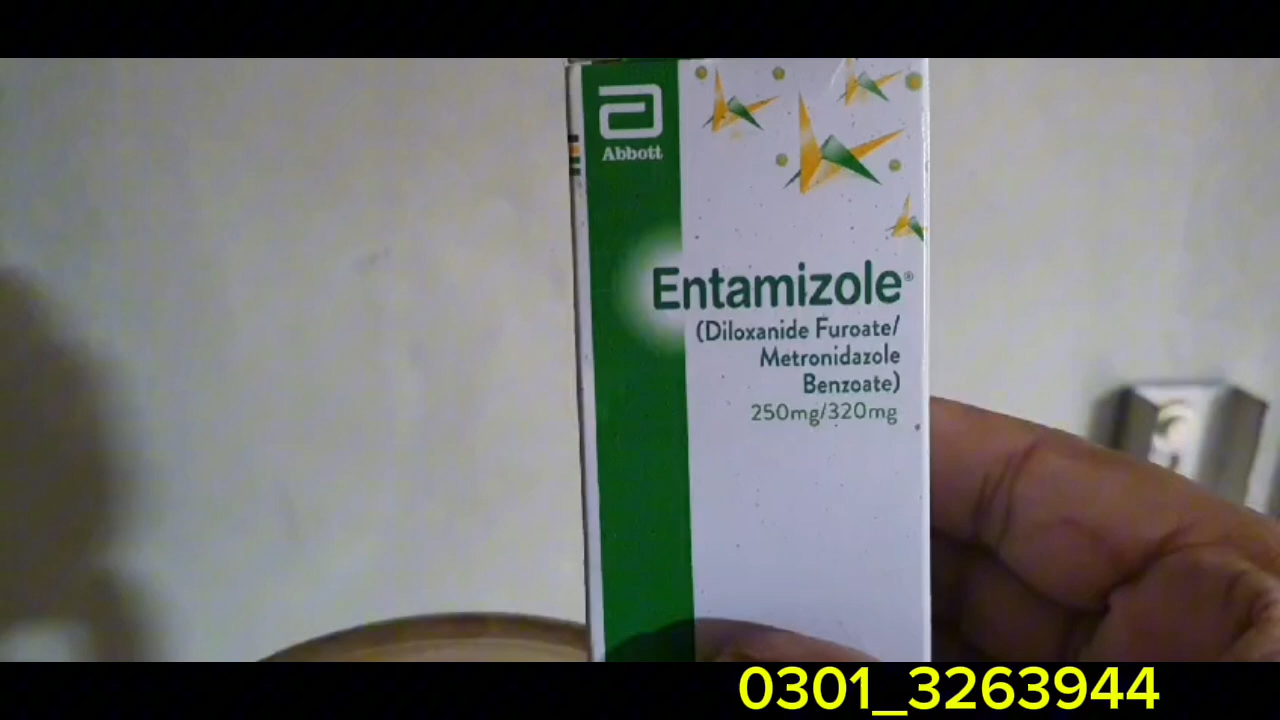 Abbott
Entamizole®
(Diloxanide Furoate/
Metronidazole
Benzoate)
250mg/320mg
0301_3263944